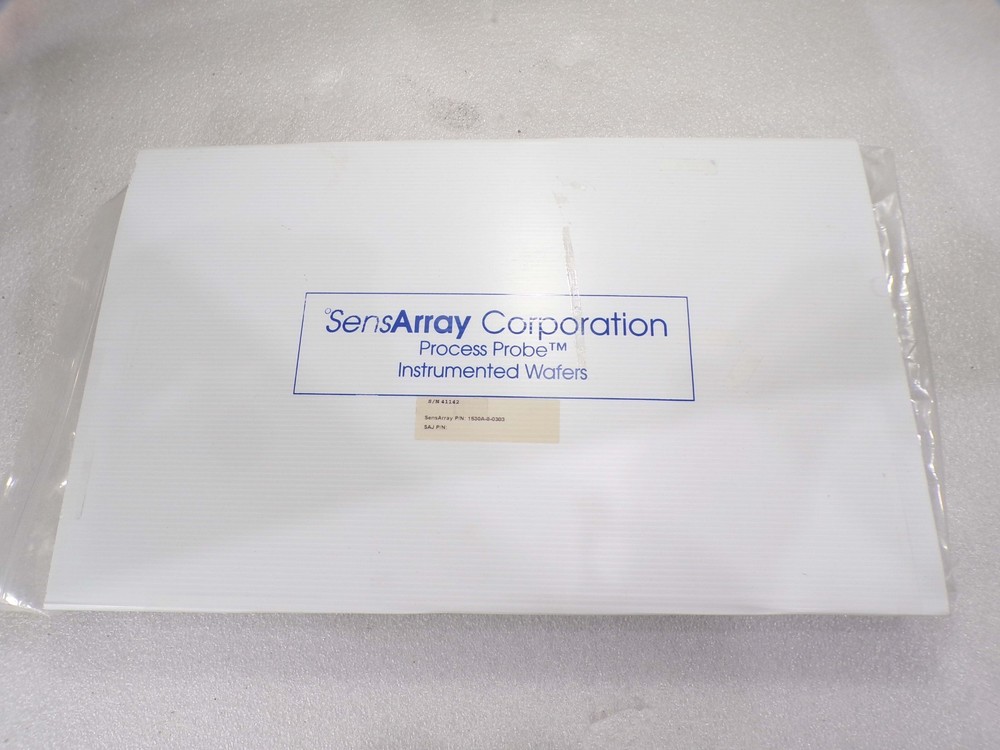 °SensArray Corporation
Process Probe™
Instrumented Wafers
S/N 41142
SensArray P/N: 1530A-8-0303
SAJ P/N: